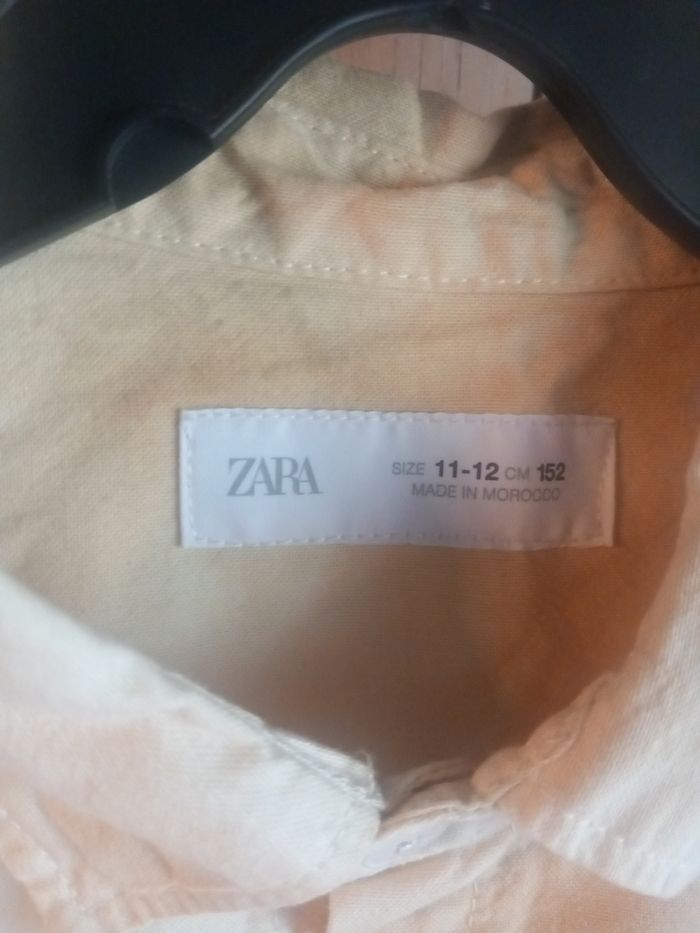 ZARA
SIZE 11-12 CM 152
MADE IN MOROCCO